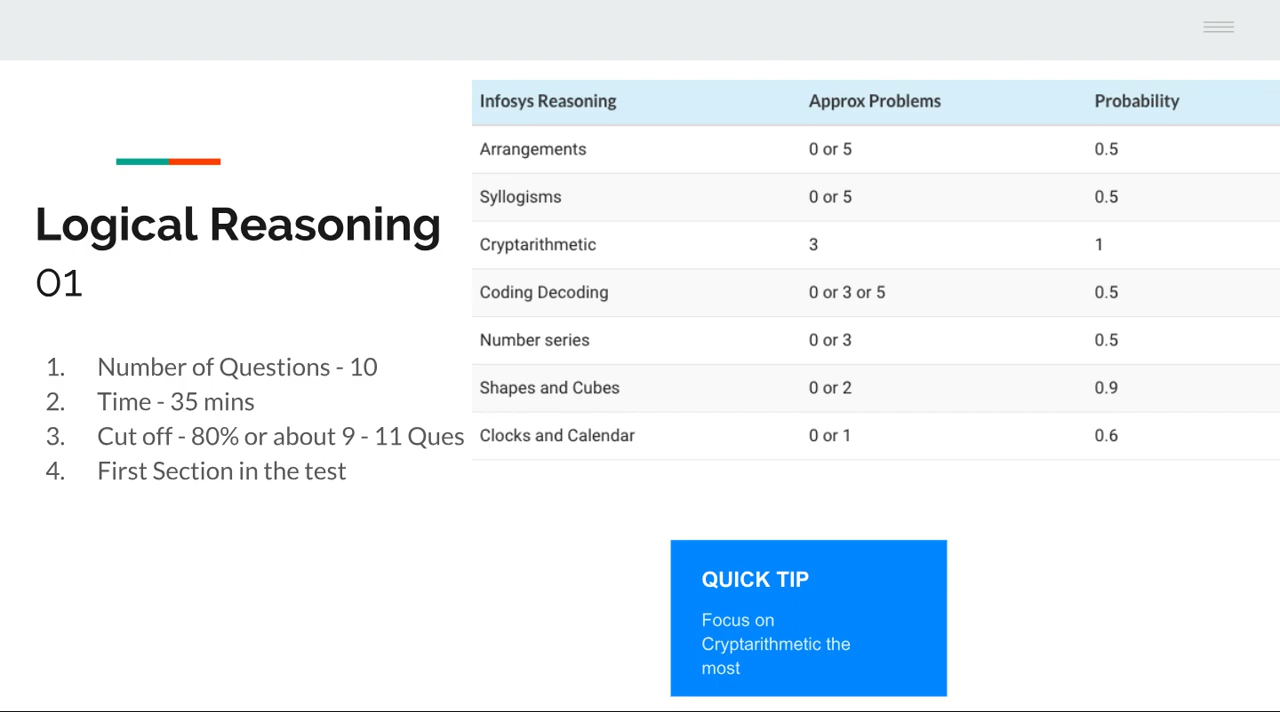 Logical Reasoning
01
1. Number of Questions - 10
2. Time - 35 mins
3. Cut off - 80% or about 9 - 11 Ques
4. First Section in the test
Infosys Reasoning Approx Problems Probability
Arrangements 0 or 5 0.5
Syllogisms 0 or 5 0.5
Cryptarithmetic 3 1
Coding Decoding 0 or 3 or 5 0.5
Number series 0 or 3 0.5
Shapes and Cubes 0 or 2 0.9
Clocks and Calendar 0 or 1 0.6
QUICK TIP
Focus on
Cryptarithmetic the
most